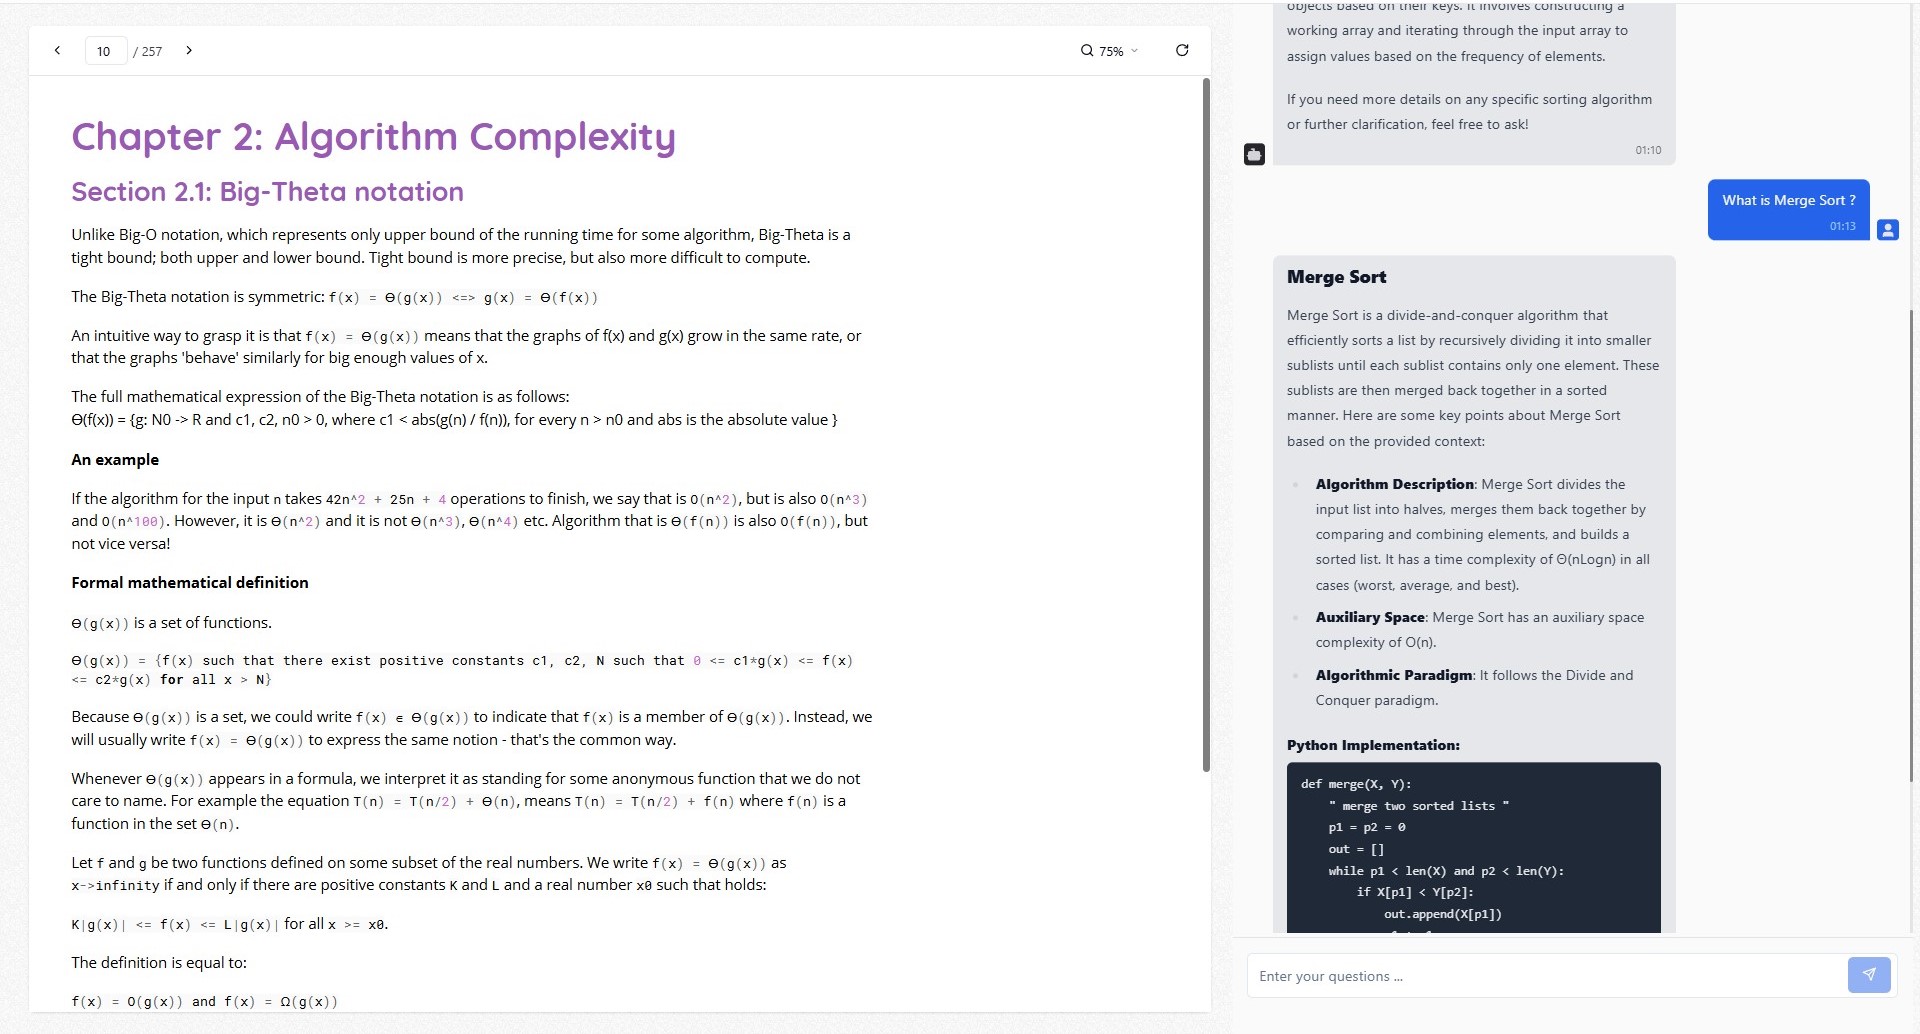 10 / 257
75%
Chapter 2: Algorithm Complexity
Section 2.1: Big-Theta notation
Unlike Big-O notation, which represents only upper bound of the running time for some algorithm, Big-Theta is a
tight bound; both upper and lower bound. Tight bound is more precise, but also more difficult to compute.
The Big-Theta notation is symmetric: f(x) = Ө(g(x)) <=> g(x) = Ө(f(x))
An intuitive way to grasp it is that f(x) = Ө(g(x)) means that the graphs of f(x) and g(x) grow in the same rate, or
that the graphs 'behave' similarly for big enough values of x.
The full mathematical expression of the Big-Theta notation is as follows:
Ө(f(x)) = {g: N0 -> R and c1, c2, n0 > 0, where c1 < abs(g(n) / f(n)), for every n > n0 and abs is the absolute value }
An example
If the algorithm for the input n takes 42n^2 + 25n + 4 operations to finish, we say that is O(n^2), but is also O(n^3)
and O(n^100). However, it is Ө(n^2) and it is not Ө(n^3), Ө(n^4) etc. Algorithm that is Ө(f(n)) is also O(f(n)), but
not vice versa!
Formal mathematical definition
Ө(g(x)) is a set of functions.
Ө(g(x)) = {f(x) such that there exist positive constants c1, c2, N such that 0 <= c1*g(x) <= f(x)
<= c2*g(x) for all x > N}
Because Ө(g(x)) is a set, we could write f(x) ∊ Ө(g(x)) to indicate that f(x) is a member of Ө(g(x)). Instead, we
will usually write f(x) = Ө(g(x)) to express the same notion - that's the common way.
Whenever Ө(g(x)) appears in a formula, we interpret it as standing for some anonymous function that we do not
care to name. For example the equation T(n) = T(n/2) + Ө(n), means T(n) = T(n/2) + f(n) where f(n) is a
function in the set Ө(n).
Let f and g be two functions defined on some subset of the real numbers. We write f(x) = Ө(g(x)) as
x->infinity if and only if there are positive constants K and L and a real number x0 such that holds:
K|g(x)| <= f(x) <= L|g(x)| for all x >= x0.
The definition is equal to:
f(x) = O(g(x)) and f(x) = Ω(g(x))
objects based on their keys. It involves constructing a
working array and iterating through the input array to
assign values based on the frequency of elements.
If you need more details on any specific sorting algorithm
or further clarification, feel free to ask!
01:10
What is Merge Sort ?
01:13
Merge Sort
Merge Sort is a divide-and-conquer algorithm that
efficiently sorts a list by recursively dividing it into smaller
sublists until each sublist contains only one element. These
sublists are then merged back together in a sorted
manner. Here are some key points about Merge Sort
based on the provided context:
Algorithm Description: Merge Sort divides the
input list into halves, merges them back together by
comparing and combining elements, and builds a
sorted list. It has a time complexity of Θ(nLogn) in all
cases (worst, average, and best).
Auxiliary Space: Merge Sort has an auxiliary space
complexity of O(n).
Algorithmic Paradigm: It follows the Divide and
Conquer paradigm.
Python Implementation:
def merge(X, Y):
" merge two sorted lists "
p1 = p2 = 0
out = []
while p1 < len(X) and p2 < len(Y):
if X[p1] < Y[p2]:
out.append(X[p1])
Enter your questions ...